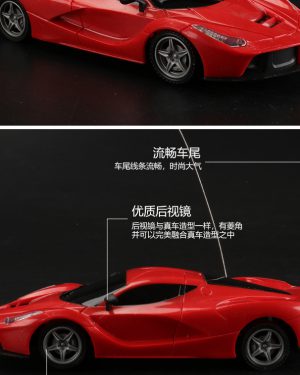 流畅车尾
车尾线条流畅，时尚大气
优质后视镜
后视镜与真车造型一样，有菱角
并可以完美融合真车造型之中